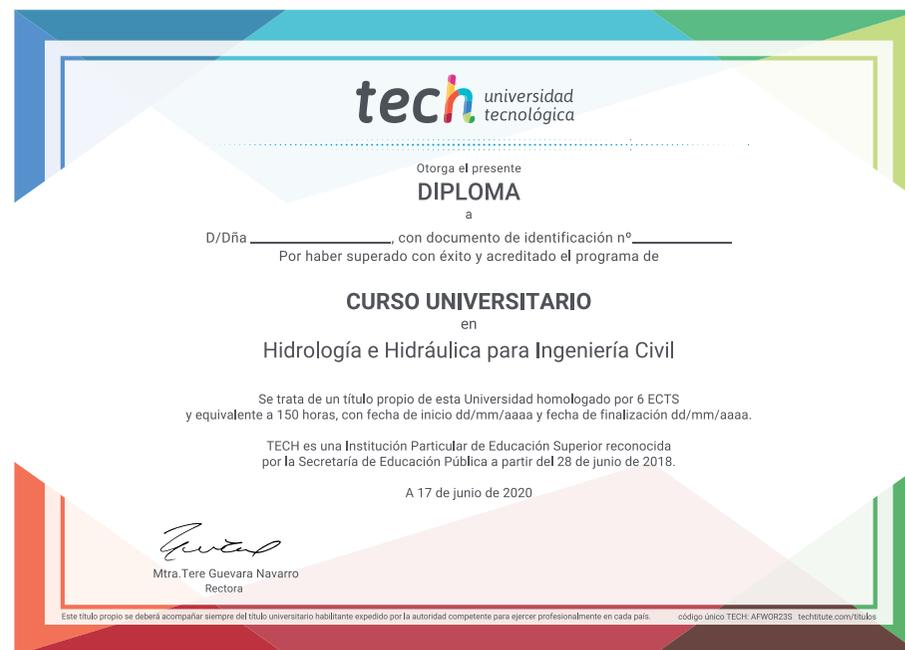 tech universidad
tecnológica
Otorga el presente
DIPLOMA
a
D/Dña ____________________, con documento de identificación nº______________
Por haber superado con éxito y acreditado el programa de
CURSO UNIVERSITARIO
en
Hidrología e Hidráulica para Ingeniería Civil
Se trata de un título propio de esta Universidad homologado por 6 ECTS
y equivalente a 150 horas, con fecha de inicio dd/mm/aaaa y fecha de finalización dd/mm/aaaa.
TECH es una Institución Particular de Educación Superior reconocida
por la Secretaría de Educación Pública a partir del 28 de junio de 2018.
A 17 de junio de 2020
Mtra.Tere Guevara Navarro
Rectora
Este título propio se deberá acompañar siempre del título universitario habilitante expedido por la autoridad competente para ejercer profesionalmente en cada país. código único TECH: AFWOR23S techtitute.com/titulos